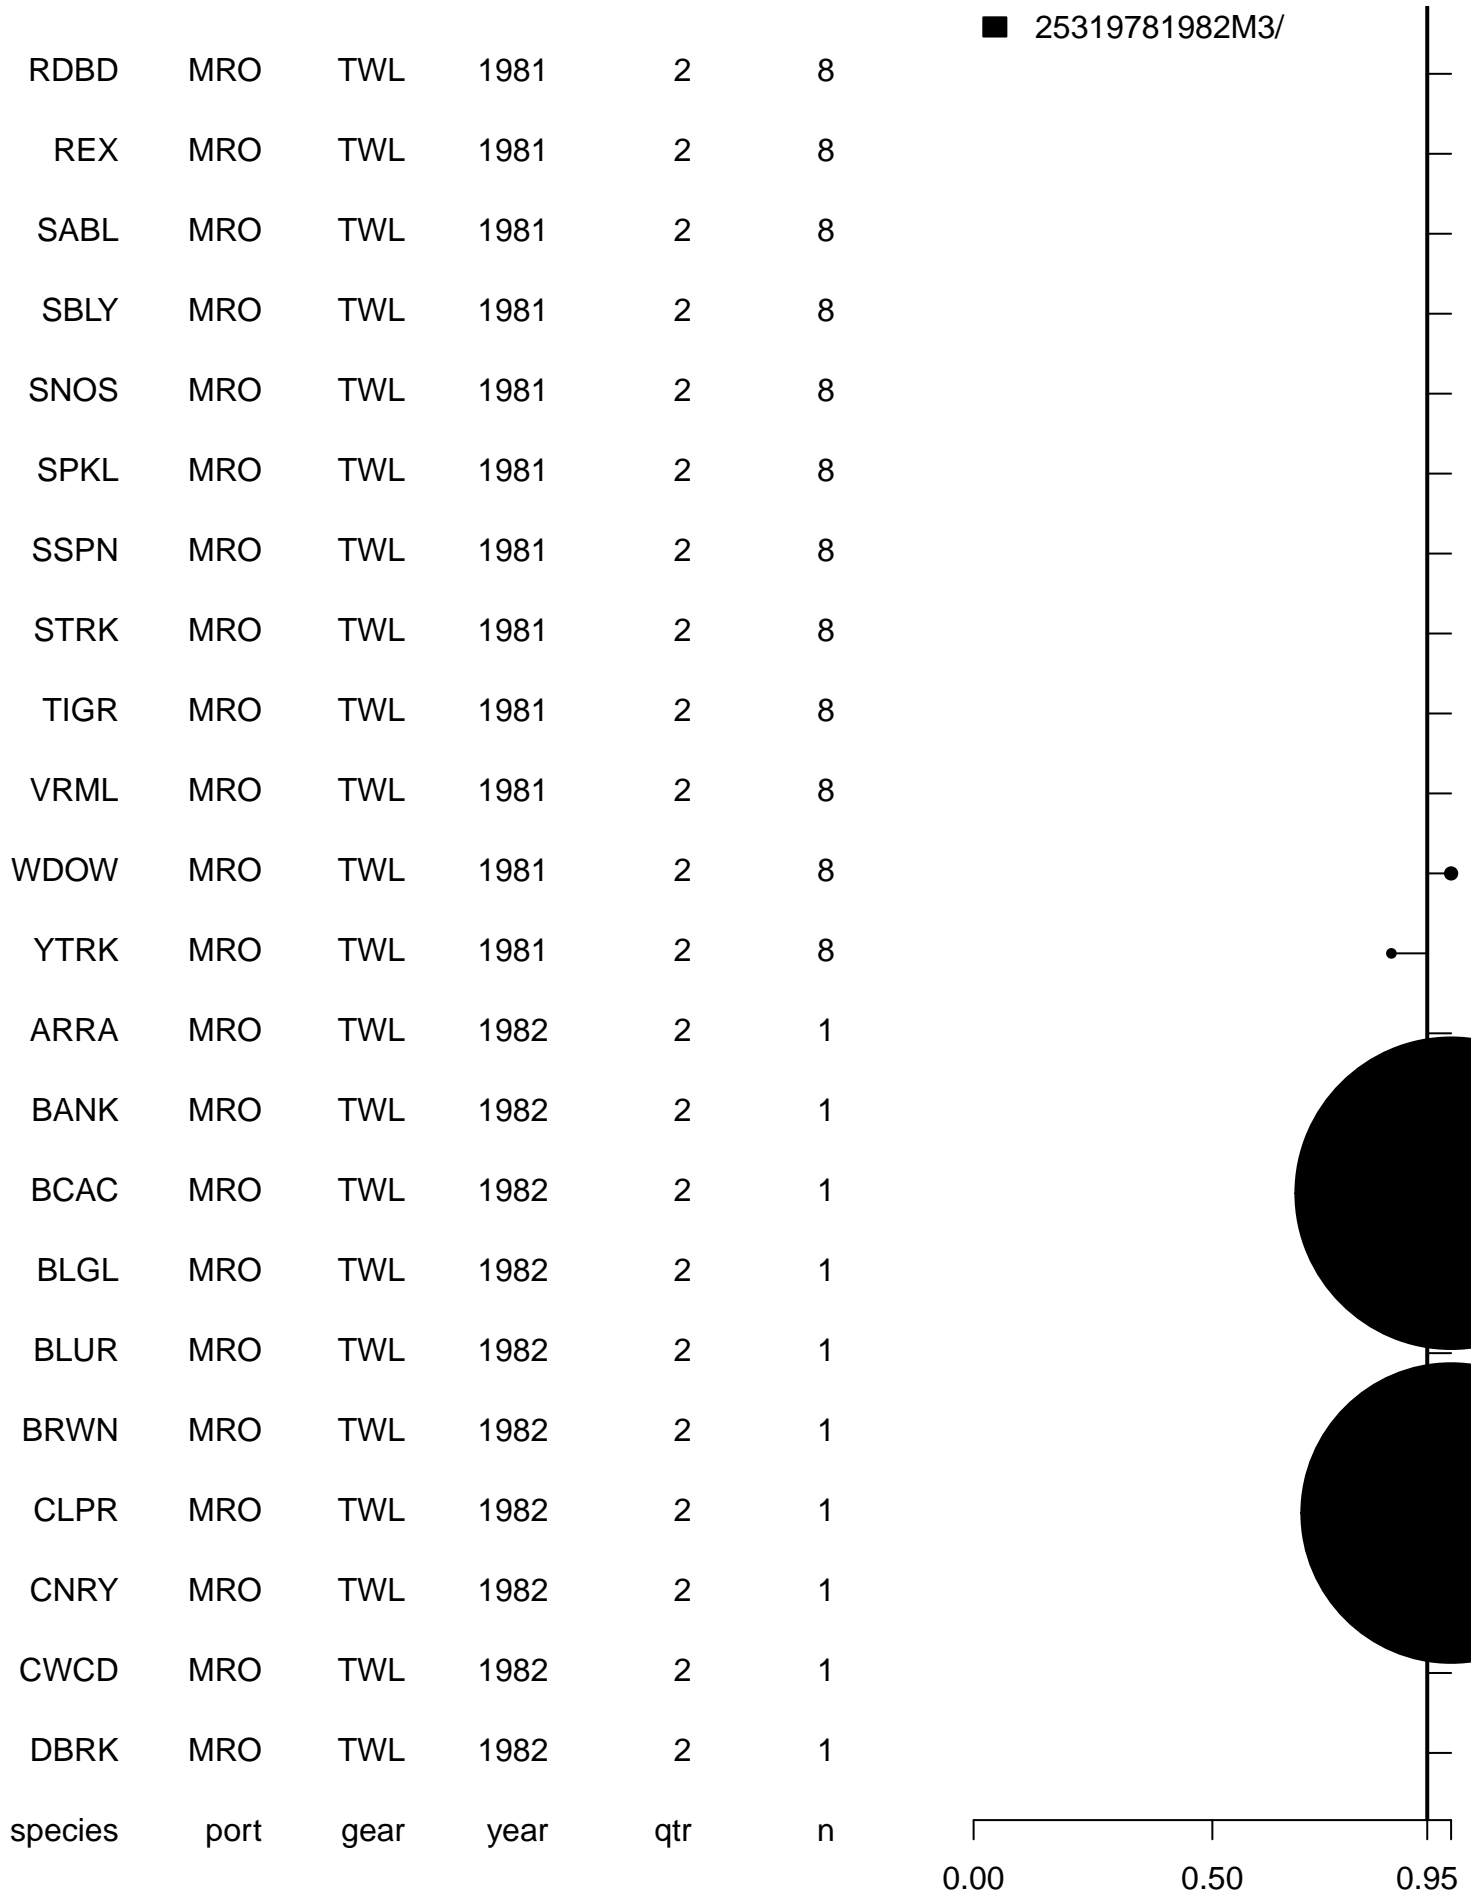 25319781982M3/
RDBD MRO TWL 1981 2 8
REX MRO TWL 1981 2 8
SABL MRO TWL 1981 2 8
SBLY MRO TWL 1981 2 8
SNOS MRO TWL 1981 2 8
SPKL MRO TWL 1981 2 8
SSPN MRO TWL 1981 2 8
STRK MRO TWL 1981 2 8
TIGR MRO TWL 1981 2 8
VRML MRO TWL 1981 2 8
WDOW MRO TWL 1981 2 8
YTRK MRO TWL 1981 2 8
ARRA MRO TWL 1982 2 1
BANK MRO TWL 1982 2 1
BCAC MRO TWL 1982 2 1
BLGL MRO TWL 1982 2 1
BLUR MRO TWL 1982 2 1
BRWN MRO TWL 1982 2 1
CLPR MRO TWL 1982 2 1
CNRY MRO TWL 1982 2 1
CWCD MRO TWL 1982 2 1
DBRK MRO TWL 1982 2 1
species port gear year qtr n
0.00 0.50 0.95